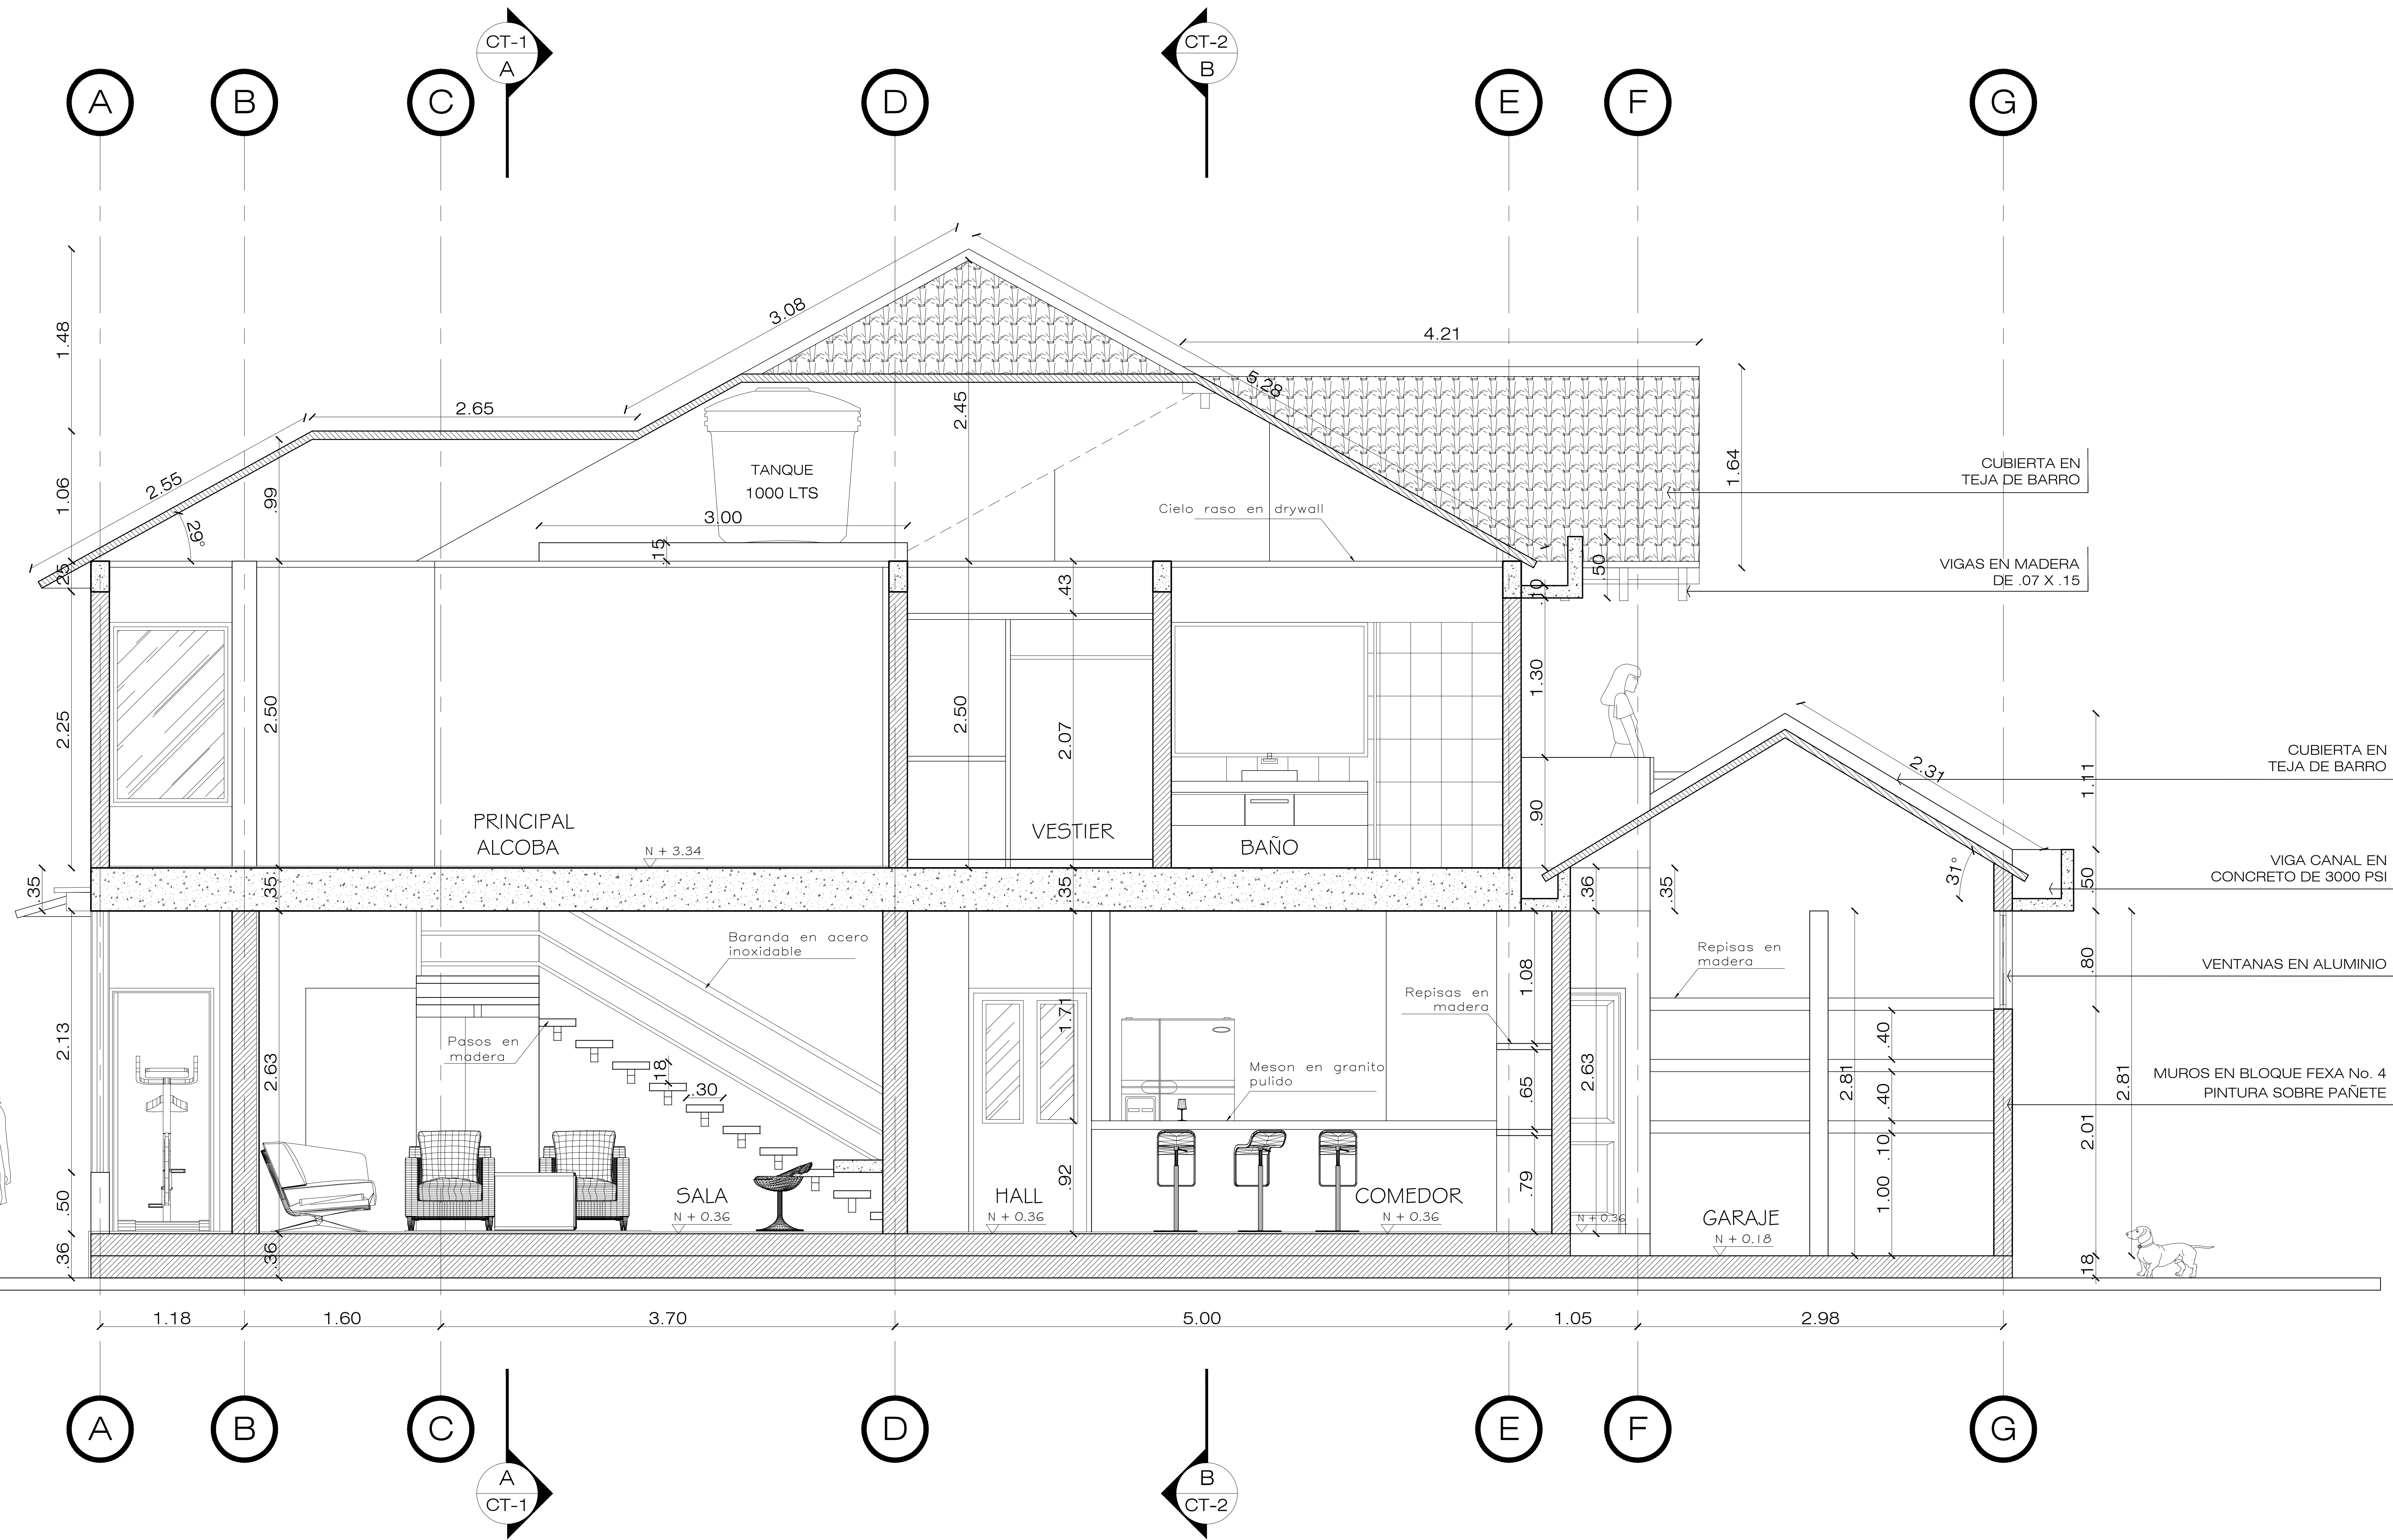 CT-1
A
CT-2
B
A
B
C
D
E
F
G
3.08
1.48
4.21
5.28
2.65
2.45
2.55
1.06
.99
29°
TANQUE
1000 LTS
1.64
CUBIERTA EN
TEJA DE BARRO
3.00
Cielo raso en drywall
.15
.25
.43
.10
.50
VIGAS EN MADERA
DE .07 X .15
2.25
2.50
2.50
2.07
1.30
.90
PRINCIPAL
ALCOBA
VESTIER
BAÑO
N + 3.34
2.31
1.11
CUBIERTA EN
TEJA DE BARRO
31°
.50
VIGA CANAL EN
CONCRETO DE 3000 PSI
.35
.35
.35
.36
.35
Baranda en acero
inoxidable
Repisas en
madera
.80
VENTANAS EN ALUMINIO
1.08
Repisas en
madera
2.13
Pasos en
madera
1.71
.40
2.63
.18
.30
Meson en granito
pulido
.65
2.63
2.81
.40
2.81
MUROS EN BLOQUE FEXA No. 4
PINTURA SOBRE PAÑETE
2.01
.10
.50
.92
.79
1.00
SALA
N + 0.36
HALL
N + 0.36
COMEDOR
N + 0.36
N + 0.36
GARAJE
N + 0.18
.36
.36
.18
1.18
1.60
3.70
5.00
1.05
2.98
A
B
C
D
E
F
G
A
CT-1
B
CT-2